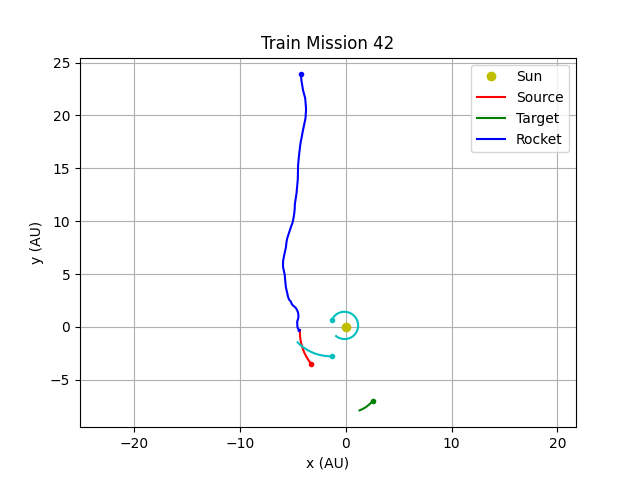 Train Mission 42
25
20
15
10
5
0
−5
y (AU)
Sun
Source
Target
Rocket
−20
−10
0
10
20
x (AU)